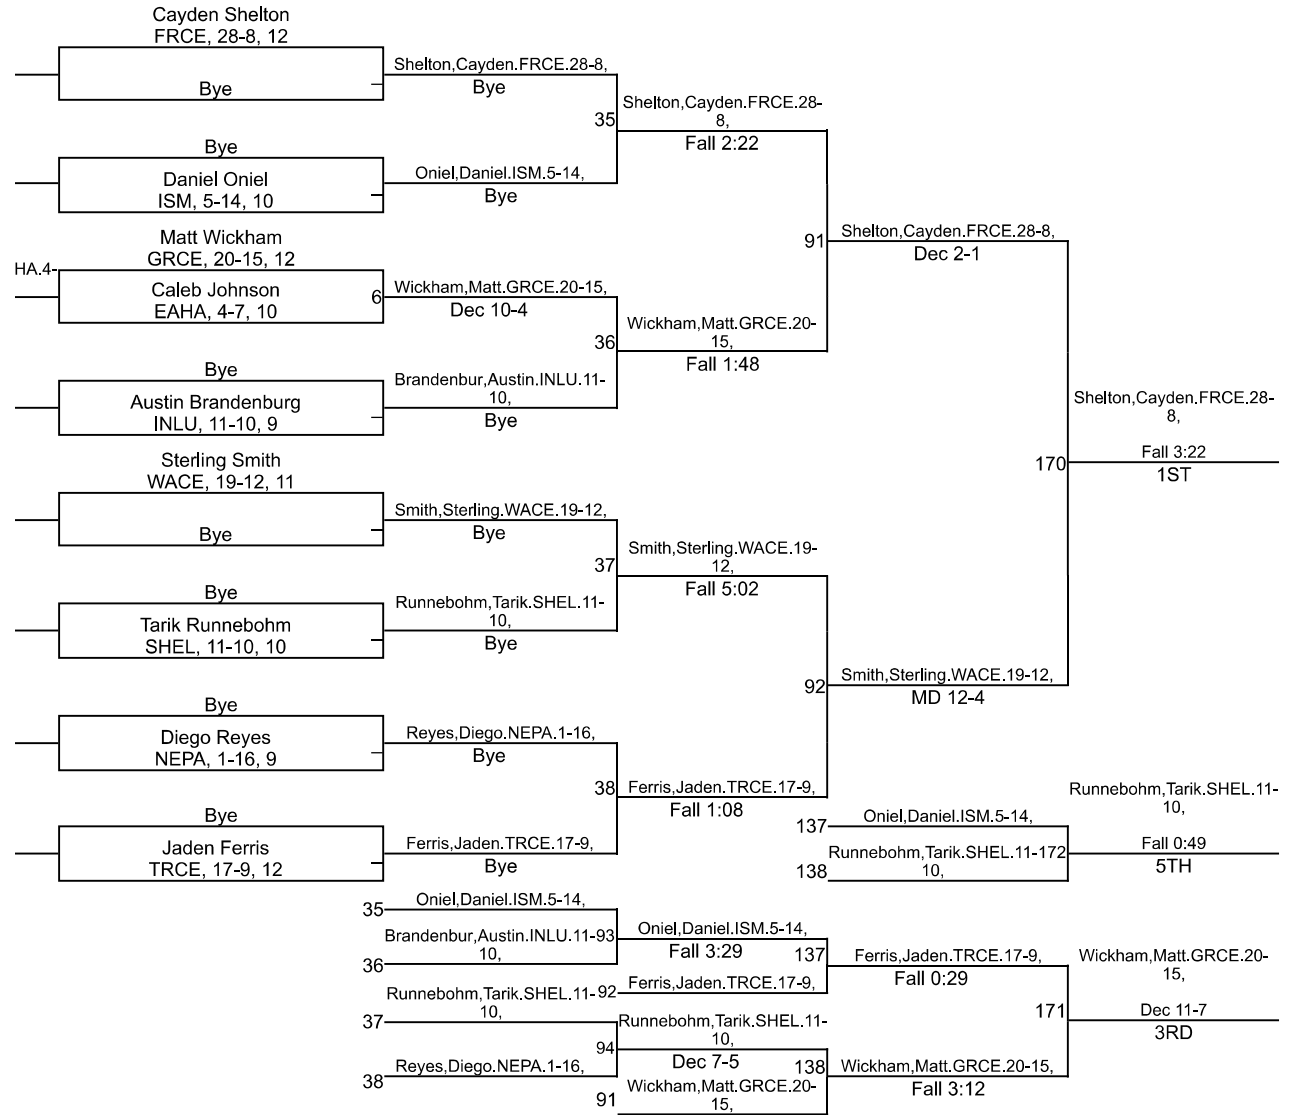 Cayden Shelton
FRCE, 28-8, 12
Bye
Shelton,Cayden.FRCE.28-8,
Bye
35
Shelton,Cayden.FRCE.28-
8,
Fall 2:22
Bye
Daniel Oniel
ISM, 5-14, 10
Oniel,Daniel.ISM.5-14,
Bye
91
Shelton,Cayden.FRCE.28-8,
Dec 2-1
Matt Wickham
GRCE, 20-15, 12
HA.4-
Caleb Johnson
EAHA, 4-7, 10
6
Wickham,Matt.GRCE.20-15,
Dec 10-4
36
Wickham,Matt.GRCE.20-
15,
Fall 1:48
Bye
Austin Brandenburg
INLU, 11-10, 9
Brandenbur,Austin.INLU.11-
10,
Bye
170
Shelton,Cayden.FRCE.28-
8,
Fall 3:22
1ST
Sterling Smith
WACE, 19-12, 11
Bye
Smith,Sterling.WACE.19-12,
Bye
37
Smith,Sterling.WACE.19-
12,
Fall 5:02
Bye
Tarik Runnebohm
SHEL, 11-10, 10
Runnebohm,Tarik.SHEL.11-
10,
Bye
92
Smith,Sterling.WACE.19-12,
MD 12-4
Bye
Diego Reyes
NEPA, 1-16, 9
Reyes,Diego.NEPA.1-16,
Bye
38
Ferris,Jaden.TRCE.17-9,
Fall 1:08
Bye
Jaden Ferris
TRCE, 17-9, 12
Ferris,Jaden.TRCE.17-9,
Bye
137
Oniel,Daniel.ISM.5-14,
138
Runnebohm,Tarik.SHEL.11-
10,
172
Runnebohm,Tarik.SHEL.11-
10,
Fall 0:49
5TH
35
Oniel,Daniel.ISM.5-14,
36
Brandenbur,Austin.INLU.11-
10,
93
Oniel,Daniel.ISM.5-14,
Fall 3:29
92
Ferris,Jaden.TRCE.17-9,
137
Ferris,Jaden.TRCE.17-9,
Fall 0:29
37
Runnebohm,Tarik.SHEL.11-
10,
38
Reyes,Diego.NEPA.1-16,
94
Runnebohm,Tarik.SHEL.11-
10,
Dec 7-5
91
Wickham,Matt.GRCE.20-
15,
138
Wickham,Matt.GRCE.20-15,
Fall 3:12
171
Wickham,Matt.GRCE.20-
15,
Dec 11-7
3RD